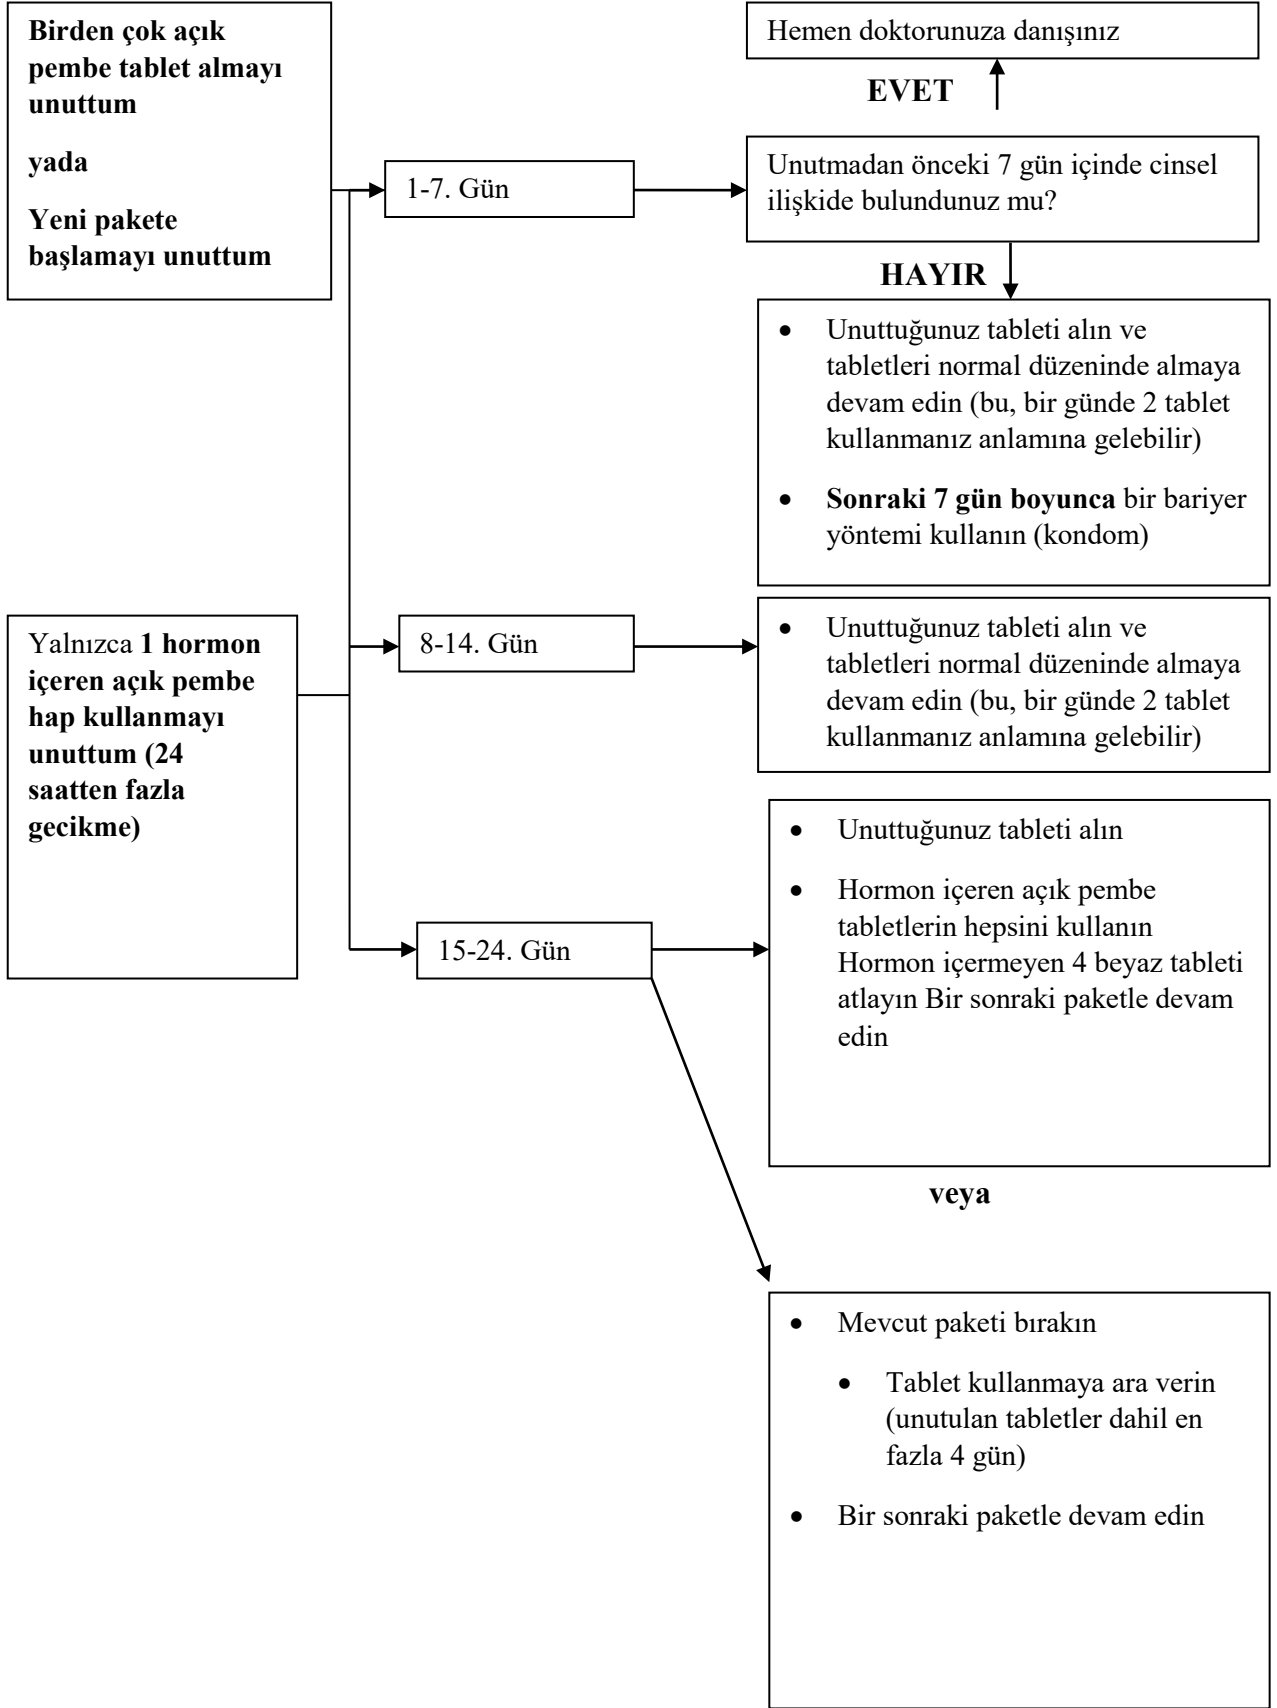 Birden çok açık
pembe tablet almayı
unuttum
yada
Yeni pakete
başlamayı unuttum
Hemen doktorunuza danışınız
EVET
1-7. Gün
Unutmadan önceki 7 gün içinde cinsel
ilişkide bulundunuz mu?
HAYIR
• Unuttuğunuz tableti alın ve
tabletleri normal düzeninde almaya
devam edin (bu, bir günde 2 tablet
kullanmanız anlamına gelebilir)
• Sonraki 7 gün boyunca bir bariyer
yöntemi kullanın (kondom)
Yalnızca 1 hormon
içeren açık pembe
hap kullanmayı
unuttum (24
saatten fazla
gecikme)
8-14. Gün
• Unuttuğunuz tableti alın ve
tabletleri normal düzeninde almaya
devam edin (bu, bir günde 2 tablet
kullanmanız anlamına gelebilir)
15-24. Gün
• Unuttuğunuz tableti alın
• Hormon içeren açık pembe
tabletlerin hepsini kullanın
Hormon içermeyen 4 beyaz tableti
atlayın Bir sonraki paketle devam
edin
veya
• Mevcut paketi bırakın
• Tablet kullanmaya ara verin
(unutulan tabletler dahil en
fazla 4 gün)
• Bir sonraki paketle devam edin